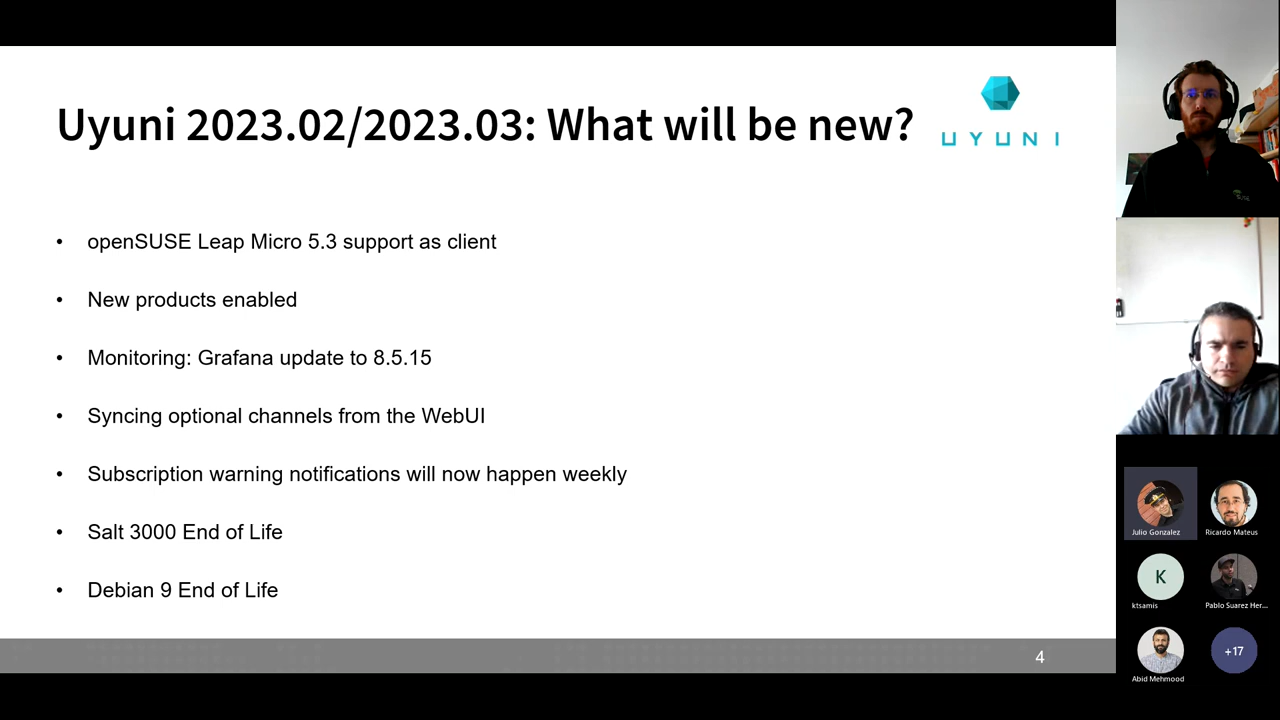 Uyuni 2023.02/2023.03: What will be new?
UYUNI
• openSUSE Leap Micro 5.3 support as client
• New products enabled
• Monitoring: Grafana update to 8.5.15
• Syncing optional channels from the WebUI
• Subscription warning notifications will now happen weekly
• Salt 3000 End of Life
• Debian 9 End of Life
4
Julio Gonzalez
Ricardo Mateus
K
ktsamis
Pablo Suarez Her...
Abid Mehmood
+17